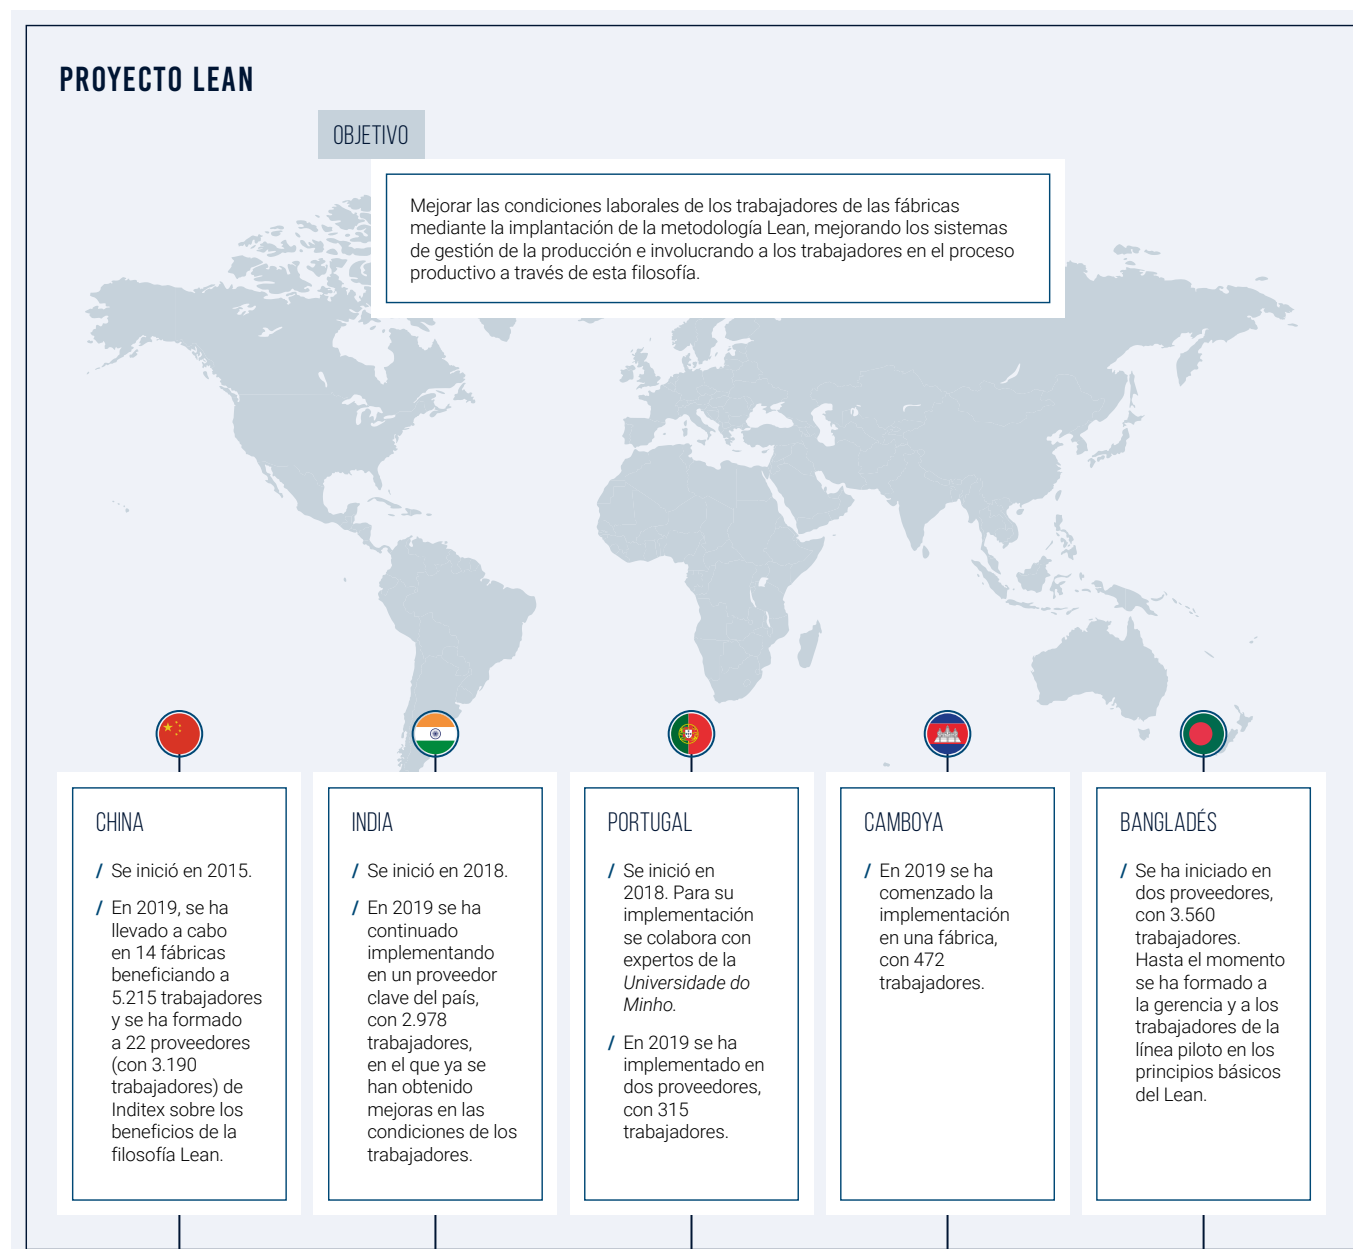 PROYECTO LEAN
OBJETIVO
Mejorar las condiciones laborales de los trabajadores de las fábricas
mediante la implantación de la metodología Lean, mejorando los sistemas
de gestión de la producción e involucrando a los trabajadores en el proceso
productivo a través de esta filosofía.
CHINA
/ Se inició en 2015.
/ En 2019, se ha
llevado a cabo
en 14 fábricas
beneficiando a
5.215 trabajadores
y se ha formado
a 22 proveedores
(con 3.190
trabajadores) de
Inditex sobre los
beneficios de la
filosofía Lean.
INDIA
/ Se inició en 2018.
/ En 2019 se ha
continuado
implementando
en un proveedor
clave del país,
con 2.978
trabajadores,
en el que ya se
han obtenido
mejoras en las
condiciones de los
trabajadores.
PORTUGAL
/ Se inició en
2018. Para su
implementación
se colabora con
expertos de la
Universidade do
Minho.
/ En 2019 se ha
implementado en
dos proveedores,
con 315
trabajadores.
CAMBOYA
/ En 2019 se ha
comenzado la
implementación
en una fábrica,
con 472
trabajadores.
BANGLADÉS
/ Se ha iniciado en
dos proveedores,
con 3.560
trabajadores.
Hasta el momento
se ha formado a
la gerencia y a los
trabajadores de la
línea piloto en los
principios básicos
del Lean.